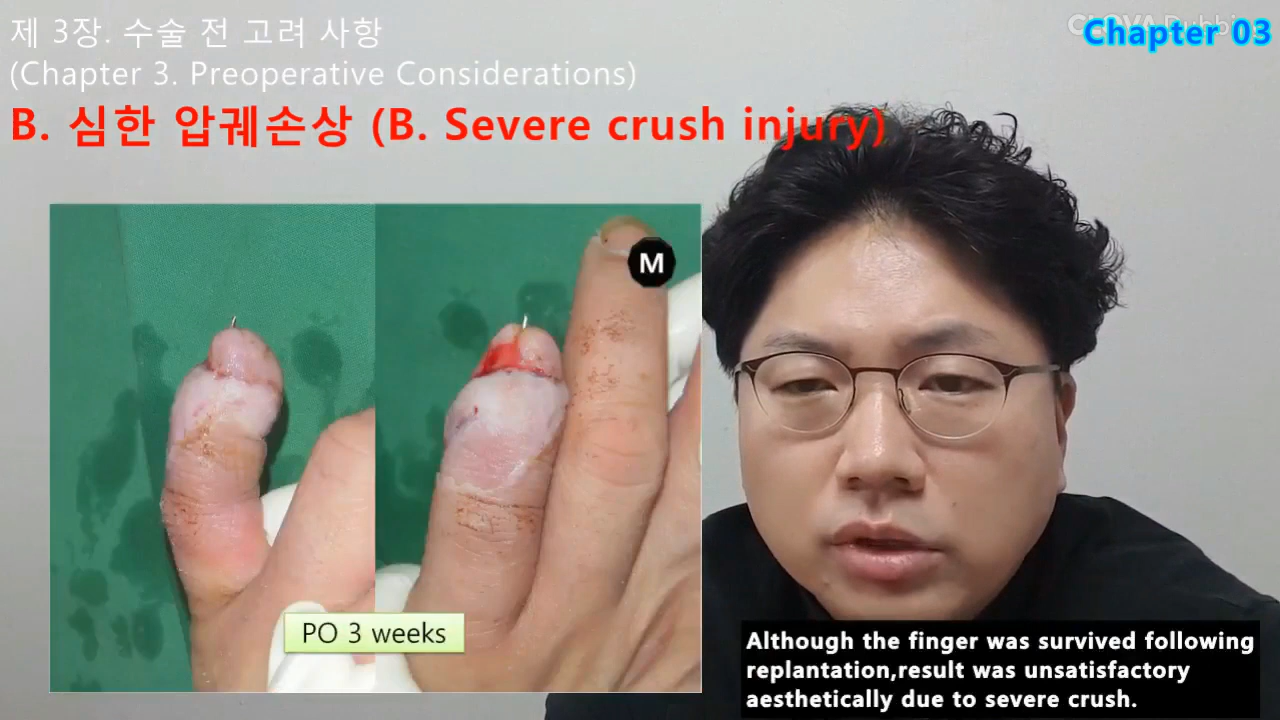 제 3장. 수술 전 고려 사항
(Chapter 3. Preoperative Considerations)
B. 심한 압궤손상 (B. Severe crush injury)
CLOVA Dubbing
Chapter 03
M
PO 3 weeks
Although the finger was survived following
replantation,result was unsatisfactory
aesthetically due to severe crush.